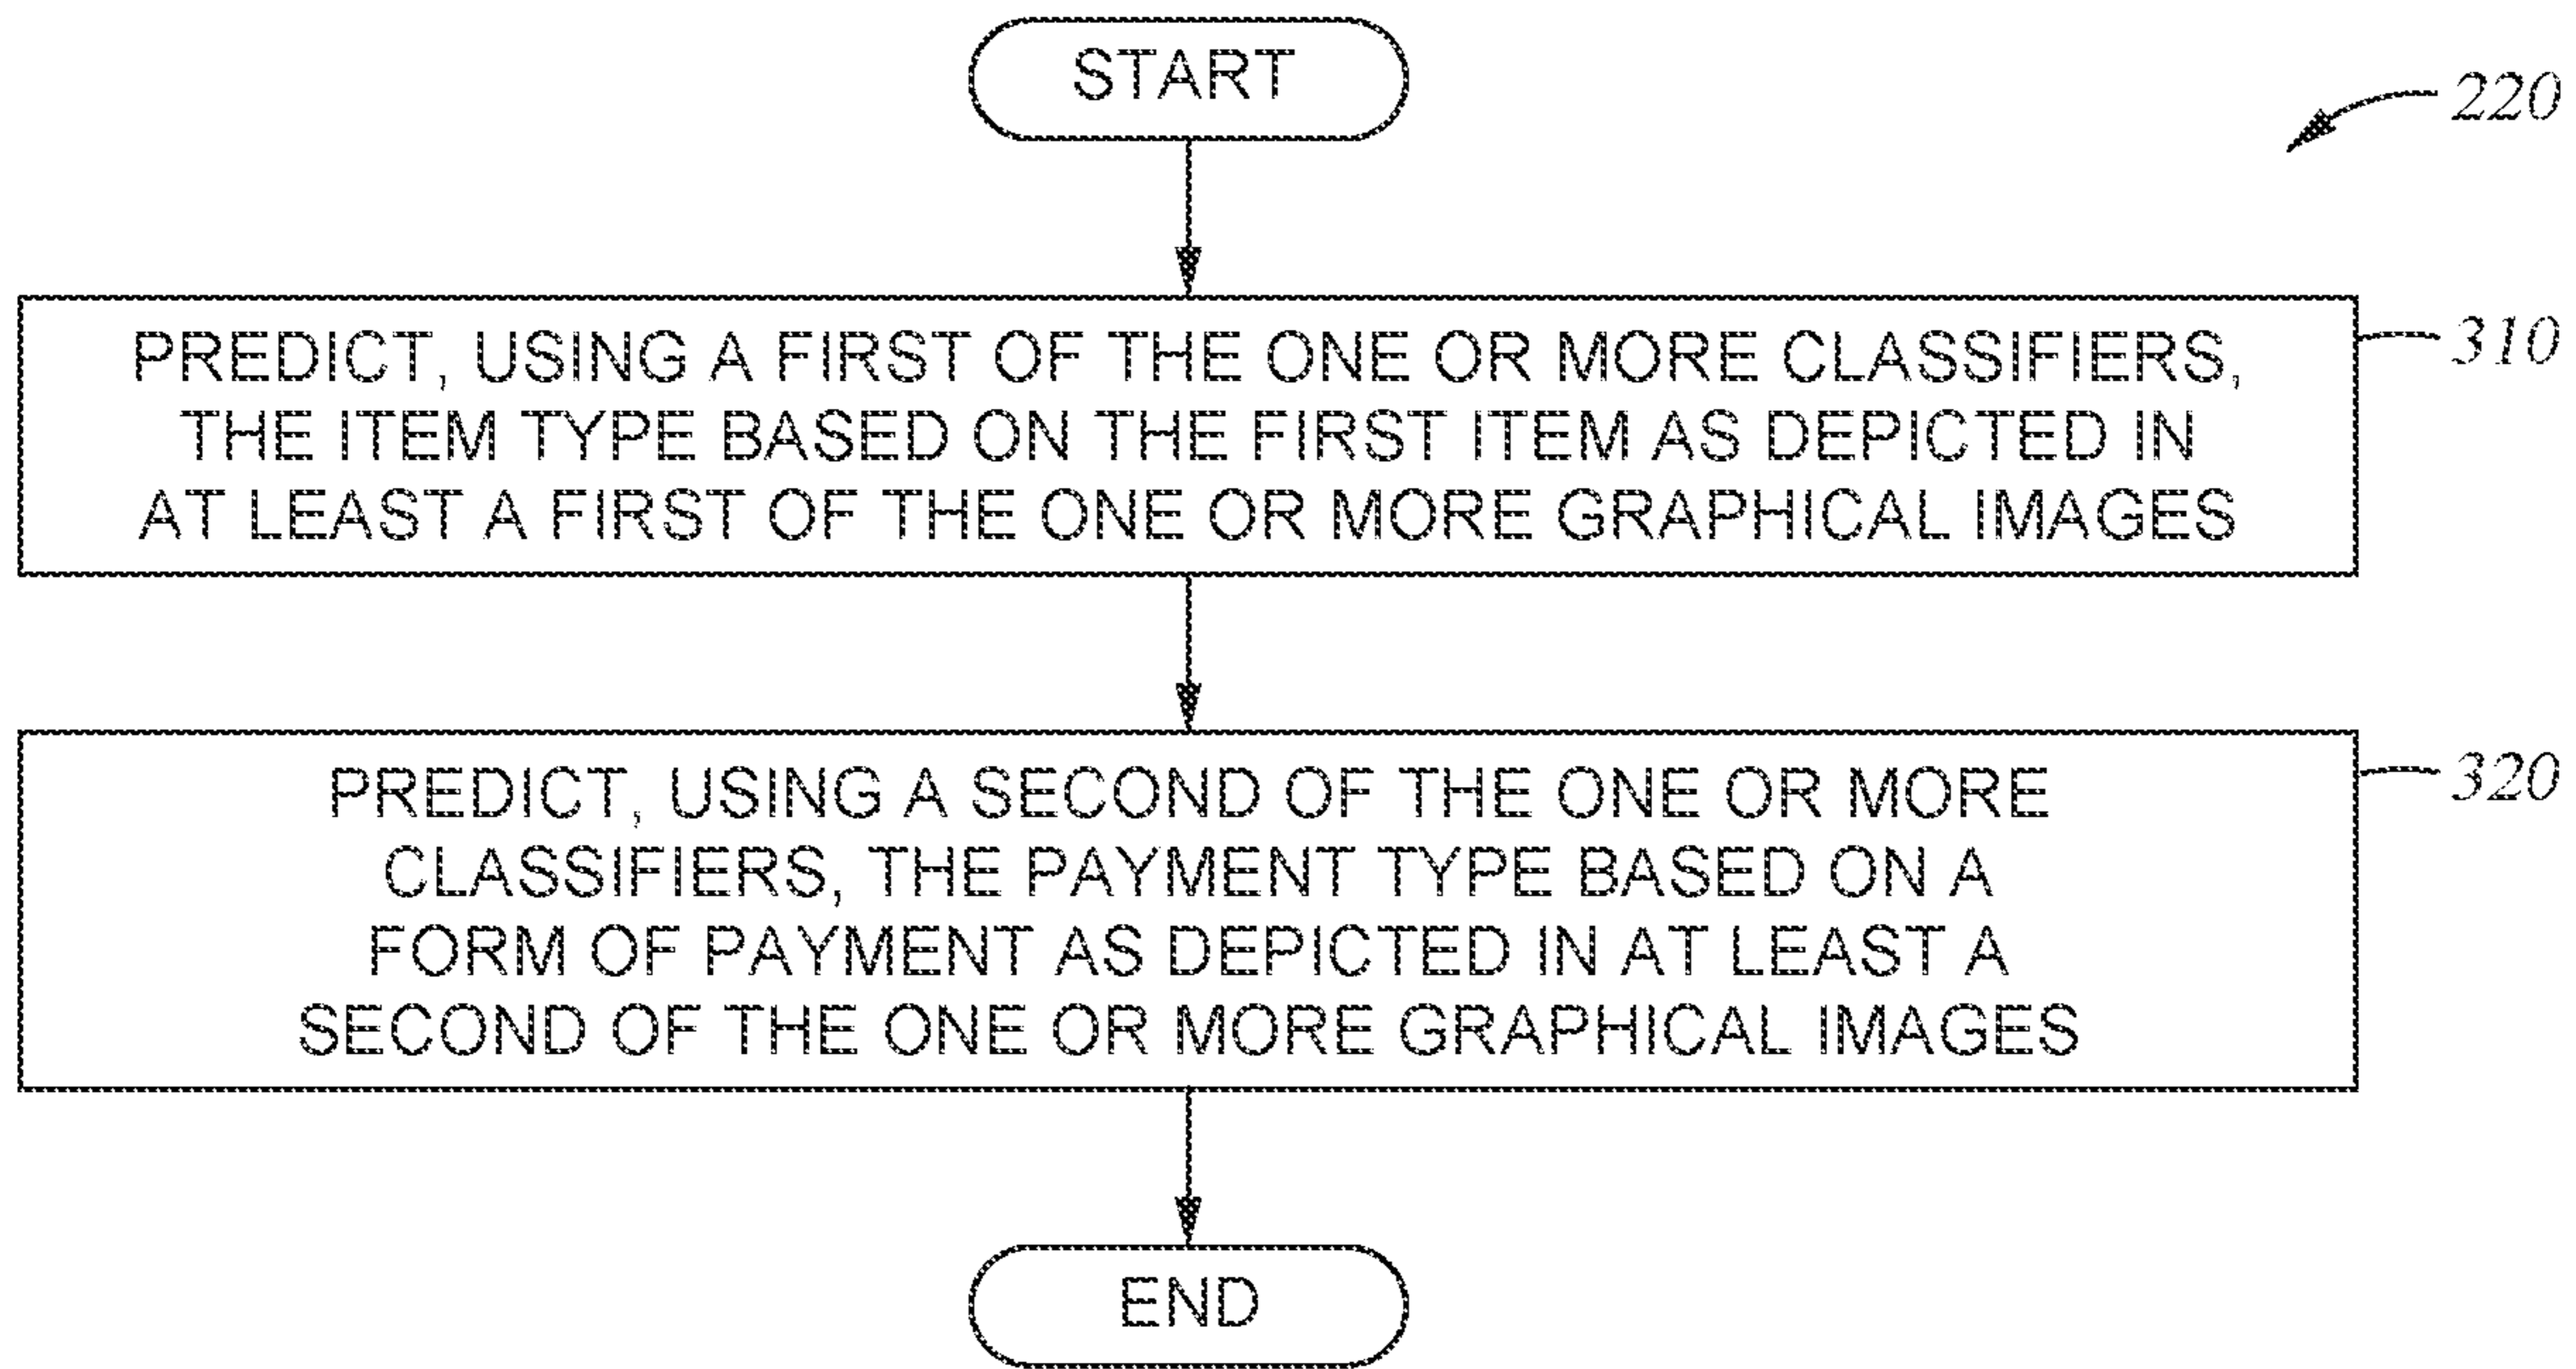 START
220
PREDICT, USING A FIRST OF THE ONE OR MORE CLASSIFIERS,
THE ITEM TYPE BASED ON THE FIRST ITEM AS DEPICTED IN
AT LEAST A FIRST OF THE ONE OR MORE GRAPHICAL IMAGES
310
PREDICT, USING A SECOND OF THE ONE OR MORE
CLASSIFIERS, THE PAYMENT TYPE BASED ON A
FORM OF PAYMENT AS DEPICTED IN AT LEAST A
SECOND OF THE ONE OR MORE GRAPHICAL IMAGES
320
END